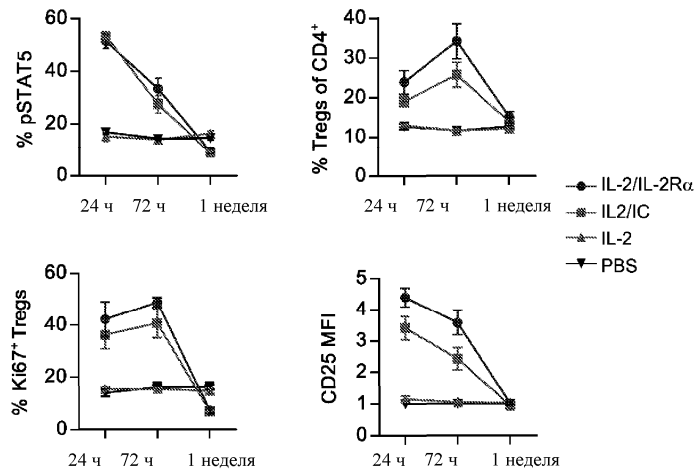 60
40
20
0
% pSTAT5
24 ч 72 ч 1 неделя
40
30
20
10
0
% Tregs of CD4⁺
24 ч 72 ч 1 неделя
IL-2/IL-2Rα
IL2/IC
IL-2
PBS
60
40
20
0
% Ki67⁺ Tregs
24 ч 72 ч 1 неделя
5
4
3
2
1
0
CD25 MFI
24 ч 72 ч 1 неделя